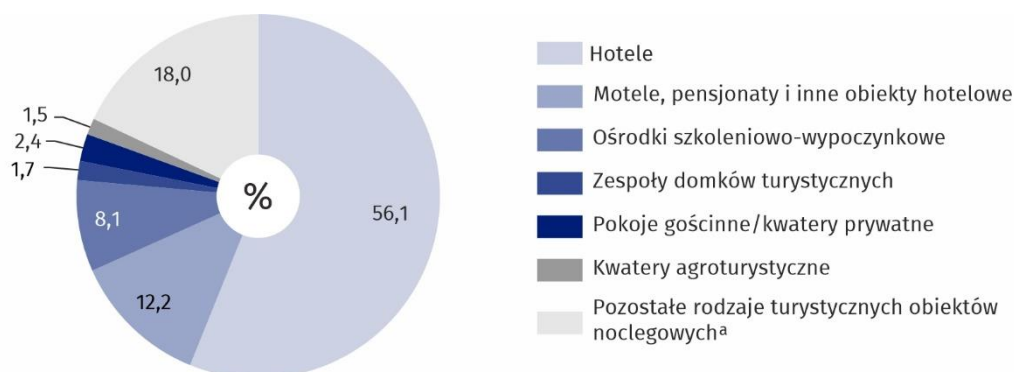 18,0
1,5
2,4
1,7
8,1
12,2
56,1
%
Hotele
Motele, pensjonaty i inne obiekty hotelowe
Ośrodki szkoleniowo-wypoczynkowe
Zespoły domków turystycznych
Pokoje gościnne/kwatery prywatne
Kwatery agroturystyczne
Pozostałe rodzaje turystycznych obiektów
noclegowychᵃ